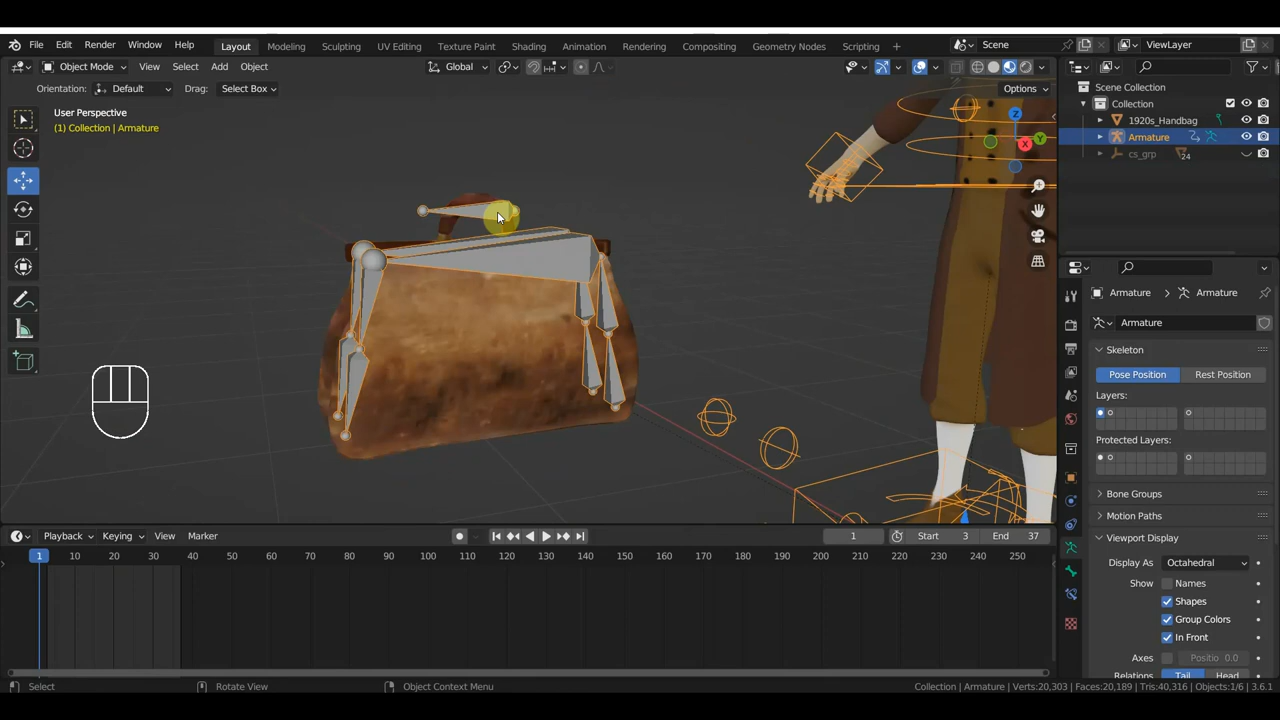 File Edit Render Window Help Layout Modeling Sculpting UV Editing Texture Paint Shading Animation Rendering Compositing Geometry Nodes Scripting + Scene ViewLayer
Object Mode View Select Add Object Global
Orientation: Default Drag: Select Box Options
User Perspective
(1) Collection | Armature
Z
Y
X
Scene Collection
Collection
1920s_Handbag
Armature
cs_grp 24
Armature > Armature
Armature
Skeleton
Pose Position Rest Position
Layers:
Protected Layers:
Bone Groups
Motion Paths
Viewport Display
Display As Octahedral
Show Names
Shapes
Group Colors
In Front
Axes Positio 0.0
Tail Head
Playback Keying View Marker 1 Start 3 End 37
1 10 20 30 40 50 60 70 80 90 100 110 120 130 140 150 160 170 180 190 200 210 220 230 240 250
Select Rotate View Object Context Menu Collection | Armature | Verts:20,303 | Faces:20,189 | Tris:40,316 | Objects:1/6 | 3.6.1